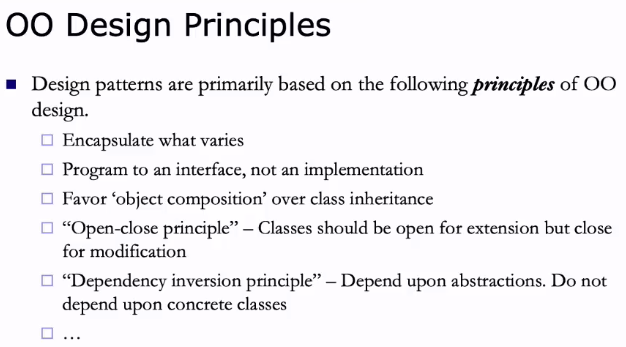 OO Design Principles
Design patterns are primarily based on the following principles of OO
design.
Encapsulate what varies
Program to an interface, not an implementation
Favor ‘object composition’ over class inheritance
“Open-close principle” – Classes should be open for extension but close
for modification
“Dependency inversion principle” – Depend upon abstractions. Do not
depend upon concrete classes
…